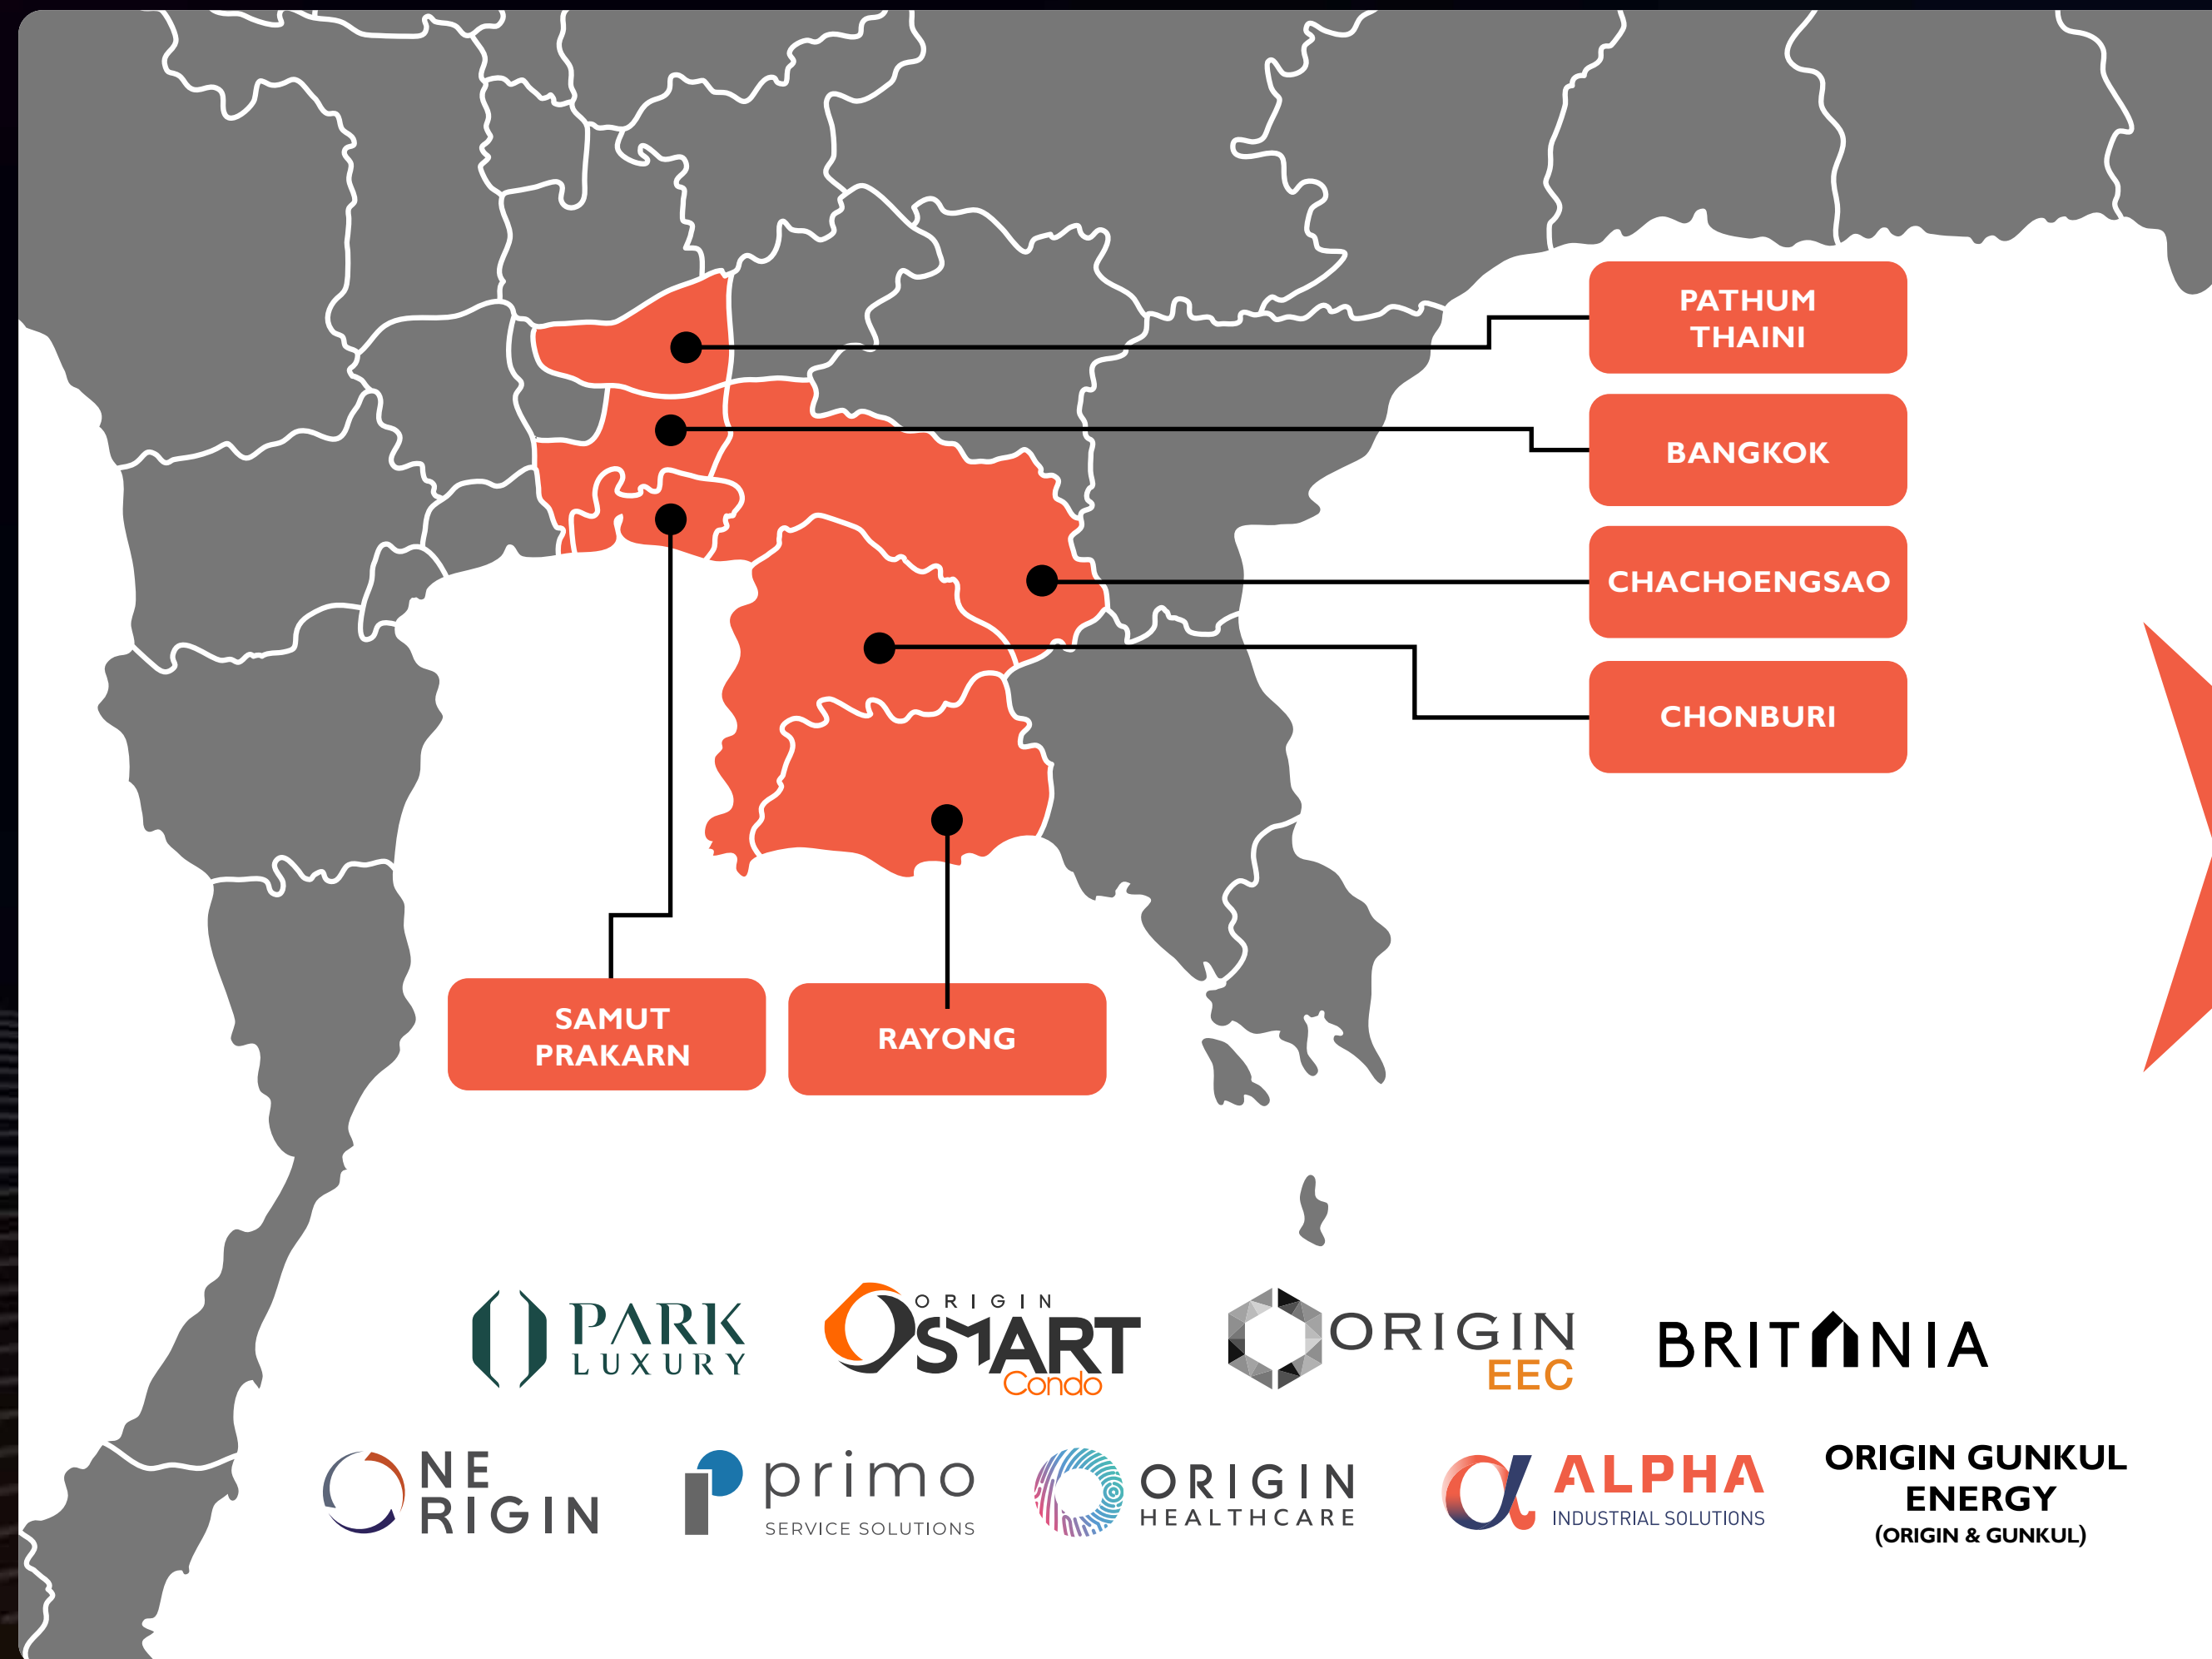 PATHUM
THAINI
BANGKOK
CHACHOENGSAO
CHONBURI
SAMUT
PRAKARN
RAYONG
PARK
LUXURY
ORIGIN
SMART
Condo
ORIGIN
EEC
BRITANIA
NE
RIGIN
primo
SERVICE SOLUTIONS
ORIGIN
HEALTHCARE
ALPHA
INDUSTRIAL SOLUTIONS
ORIGIN GUNKUL
ENERGY
(ORIGIN & GUNKUL)